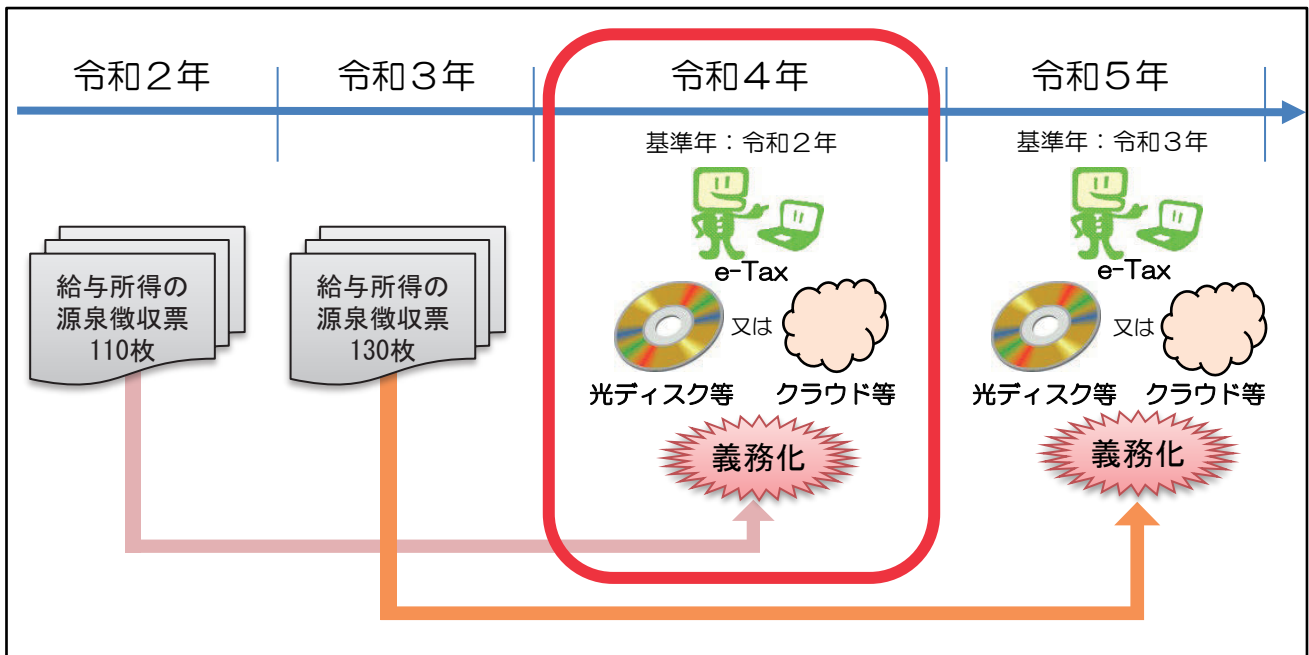 令和２年
令和３年
令和４年
令和５年
基準年：令和２年
基準年：令和３年
給与所得の
源泉徴収票
110枚
給与所得の
源泉徴収票
130枚
e-Tax
又は
光ディスク等
クラウド等
義務化
e-Tax
又は
光ディスク等
クラウド等
義務化